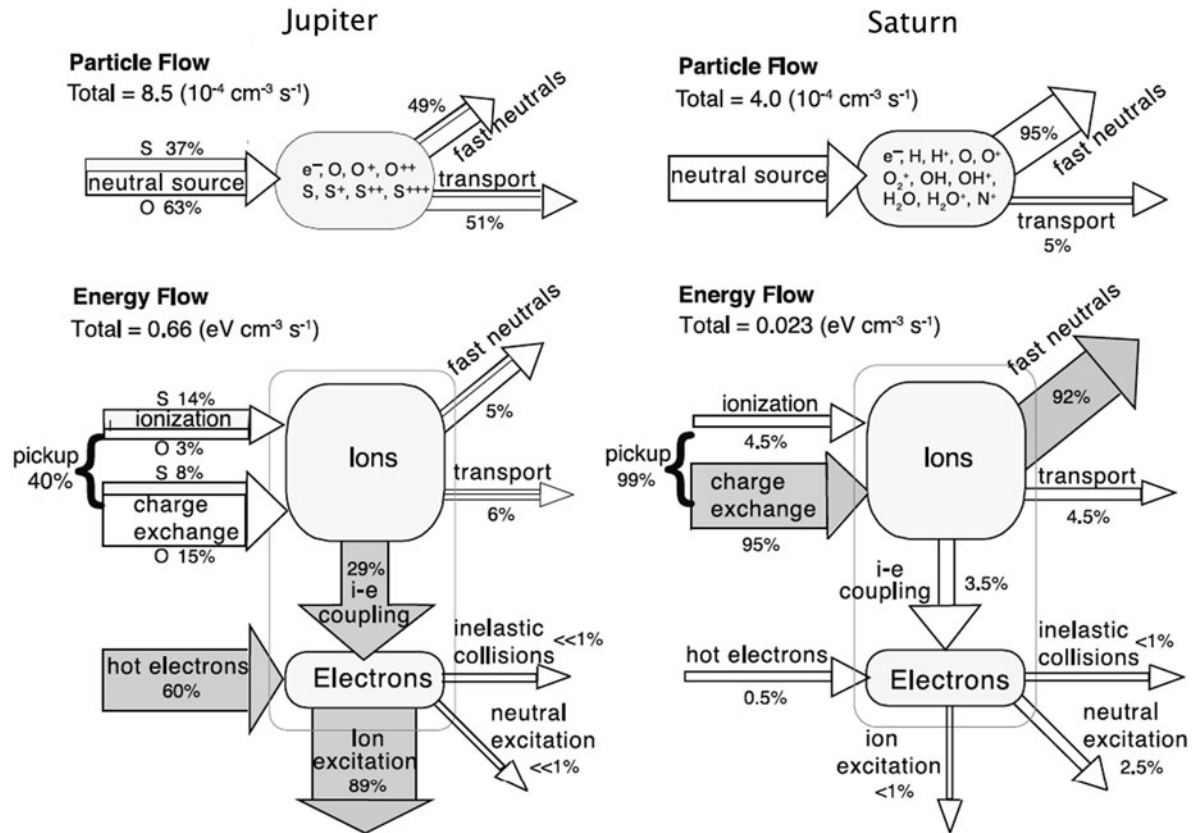 Jupiter
Particle Flow
Total = 8.5 (10⁻⁴ cm⁻³ s⁻¹)
S 37%
neutral source
O 63%
e⁻, O, O⁺, O⁺⁺
S, S⁺, S⁺⁺, S⁺⁺⁺
49%
fast neutrals
transport
51%
Energy Flow
Total = 0.66 (eV cm⁻³ s⁻¹)
pickup
40%
S 14%
ionization
O 3%
S 8%
charge
exchange
O 15%
Ions
fast neutrals
5%
transport
6%
29%
i-e
coupling
hot electrons
60%
Electrons
inelastic
collisions
<<1%
neutral
excitation
<<1%
Ion
excitation
89%
Saturn
Particle Flow
Total = 4.0 (10⁻⁴ cm⁻³ s⁻¹)
neutral source
e⁻, H, H⁺, O, O⁺
O₂⁺, OH, OH⁺,
H₂O, H₂O⁺, N⁺
95%
fast neutrals
transport
5%
Energy Flow
Total = 0.023 (eV cm⁻³ s⁻¹)
pickup
99%
ionization
4.5%
charge
exchange
95%
Ions
fast neutrals
92%
transport
4.5%
i-e
coupling
3.5%
hot electrons
0.5%
Electrons
inelastic
collisions
<1%
neutral
excitation
2.5%
ion
excitation
<1%